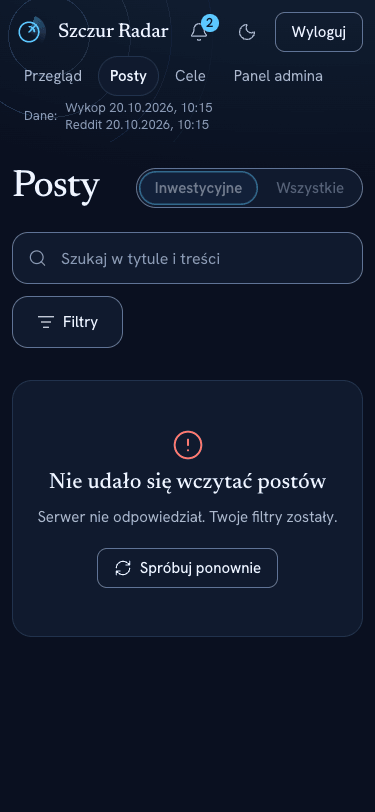 Szczur Radar
2
Wyloguj
Przegląd
Posty
Cele
Panel admina
Dane:
Wykop 20.10.2026, 10:15
Reddit 20.10.2026, 10:15
Posty
Inwestycyjne
Wszystkie
Szukaj w tytule i treści
Filtry
Nie udało się wczytać postów
Serwer nie odpowiedział. Twoje filtry zostały.
Spróbuj ponownie